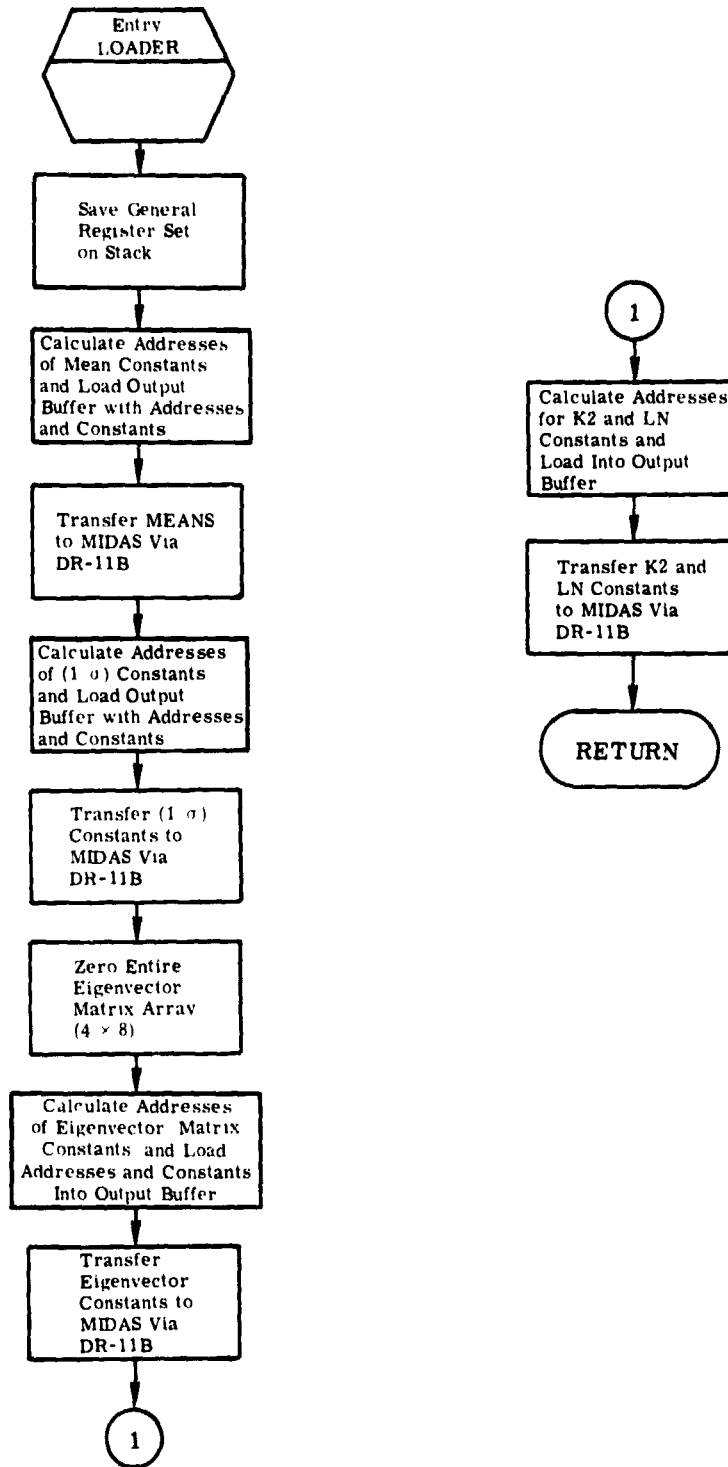 Entry
LOADER
Save General
Register Set
on Stack
Calculate Addresses
of Mean Constants
and Load Output
Buffer with Addresses
and Constants
Transfer MEANS
to MIDAS Via
DR-11B
Calculate Addresses
of (1 σ) Constants
and Load Output
Buffer with Addresses
and Constants
Transfer (1 σ)
Constants to
MIDAS Via
DR-11B
Zero Entire
Eigenvector
Matrix Array
(4 × 8)
Calculate Addresses
of Eigenvector Matrix
Constants and Load
Addresses and Constants
Into Output Buffer
Transfer
Eigenvector
Constants to
MIDAS Via
DR-11B
1
1
Calculate Addresses
for K2 and LN
Constants and
Load Into Output
Buffer
Transfer K2 and
LN Constants
to MIDAS Via
DR-11B
RETURN